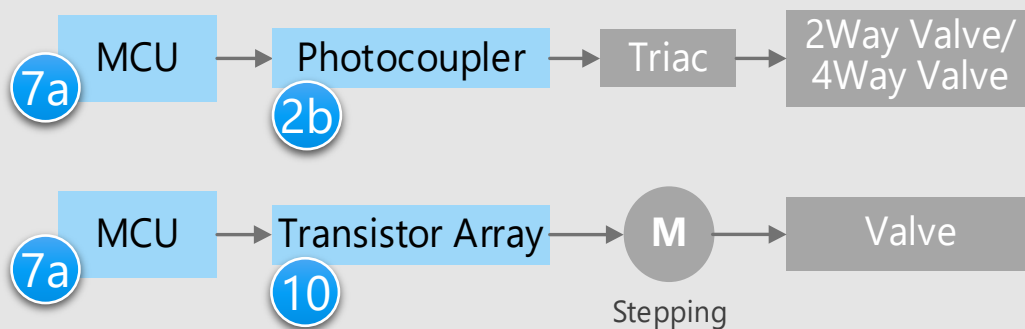 MCU
Photocoupler
Triac
2Way Valve/
4Way Valve
7a
2b
MCU
Transistor Array
M
Valve
7a
10
Stepping